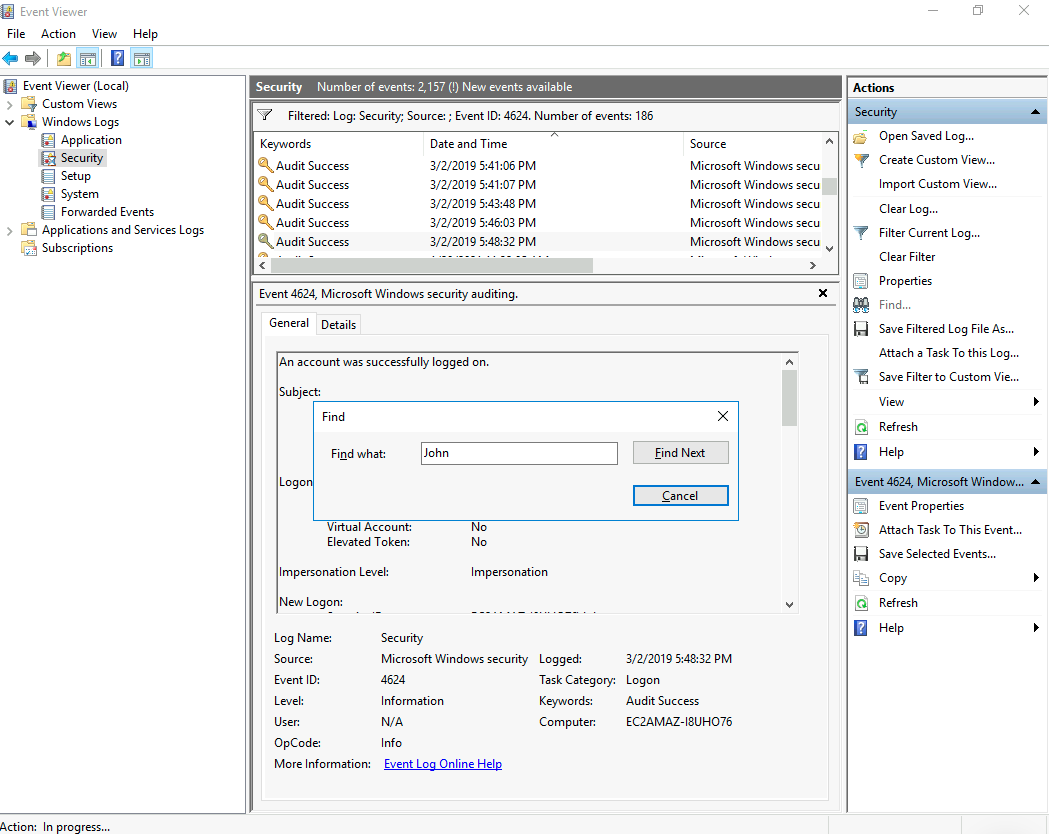 Event Viewer
File Action View Help
Event Viewer (Local)
Custom Views
Windows Logs
Application
Security
Setup
System
Forwarded Events
Applications and Services Logs
Subscriptions
Security Number of events: 2,157 (!) New events available
Filtered: Log: Security; Source: ; Event ID: 4624. Number of events: 186
Keywords Date and Time Source
Audit Success 3/2/2019 5:41:06 PM Microsoft Windows secu
Audit Success 3/2/2019 5:41:07 PM Microsoft Windows secu
Audit Success 3/2/2019 5:43:48 PM Microsoft Windows secu
Audit Success 3/2/2019 5:46:03 PM Microsoft Windows secu
Audit Success 3/2/2019 5:48:32 PM Microsoft Windows secu
Event 4624, Microsoft Windows security auditing.
General Details
An account was successfully logged on.
Subject:
Find
Find what: John Find Next
Cancel
Logon
Virtual Account: No
Elevated Token: No
Impersonation Level: Impersonation
New Logon:
Log Name: Security
Source: Microsoft Windows security Logged: 3/2/2019 5:48:32 PM
Event ID: 4624 Task Category: Logon
Level: Information Keywords: Audit Success
User: N/A Computer: EC2AMAZ-I8UHO76
OpCode: Info
More Information: Event Log Online Help
Actions
Security
Open Saved Log...
Create Custom View...
Import Custom View...
Clear Log...
Filter Current Log...
Clear Filter
Properties
Find...
Save Filtered Log File As...
Attach a Task To this Log...
Save Filter to Custom Vie...
View
Refresh
Help
Event 4624, Microsoft Window...
Event Properties
Attach Task To This Event...
Save Selected Events...
Copy
Refresh
Help
Action: In progress...